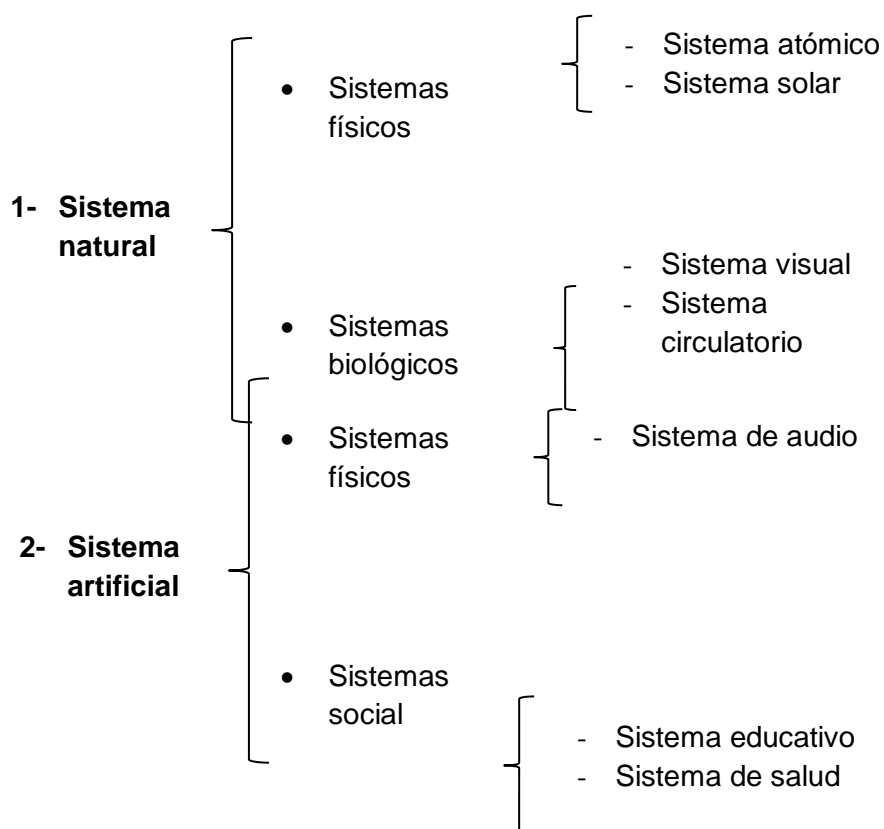 - Sistema atómico
• Sistemas
físicos
- Sistema solar
1- Sistema
natural
- Sistema visual
• Sistemas
biológicos
- Sistema
circulatorio
• Sistemas
físicos
- Sistema de audio
2- Sistema
artificial
• Sistemas
social
- Sistema educativo
- Sistema de salud